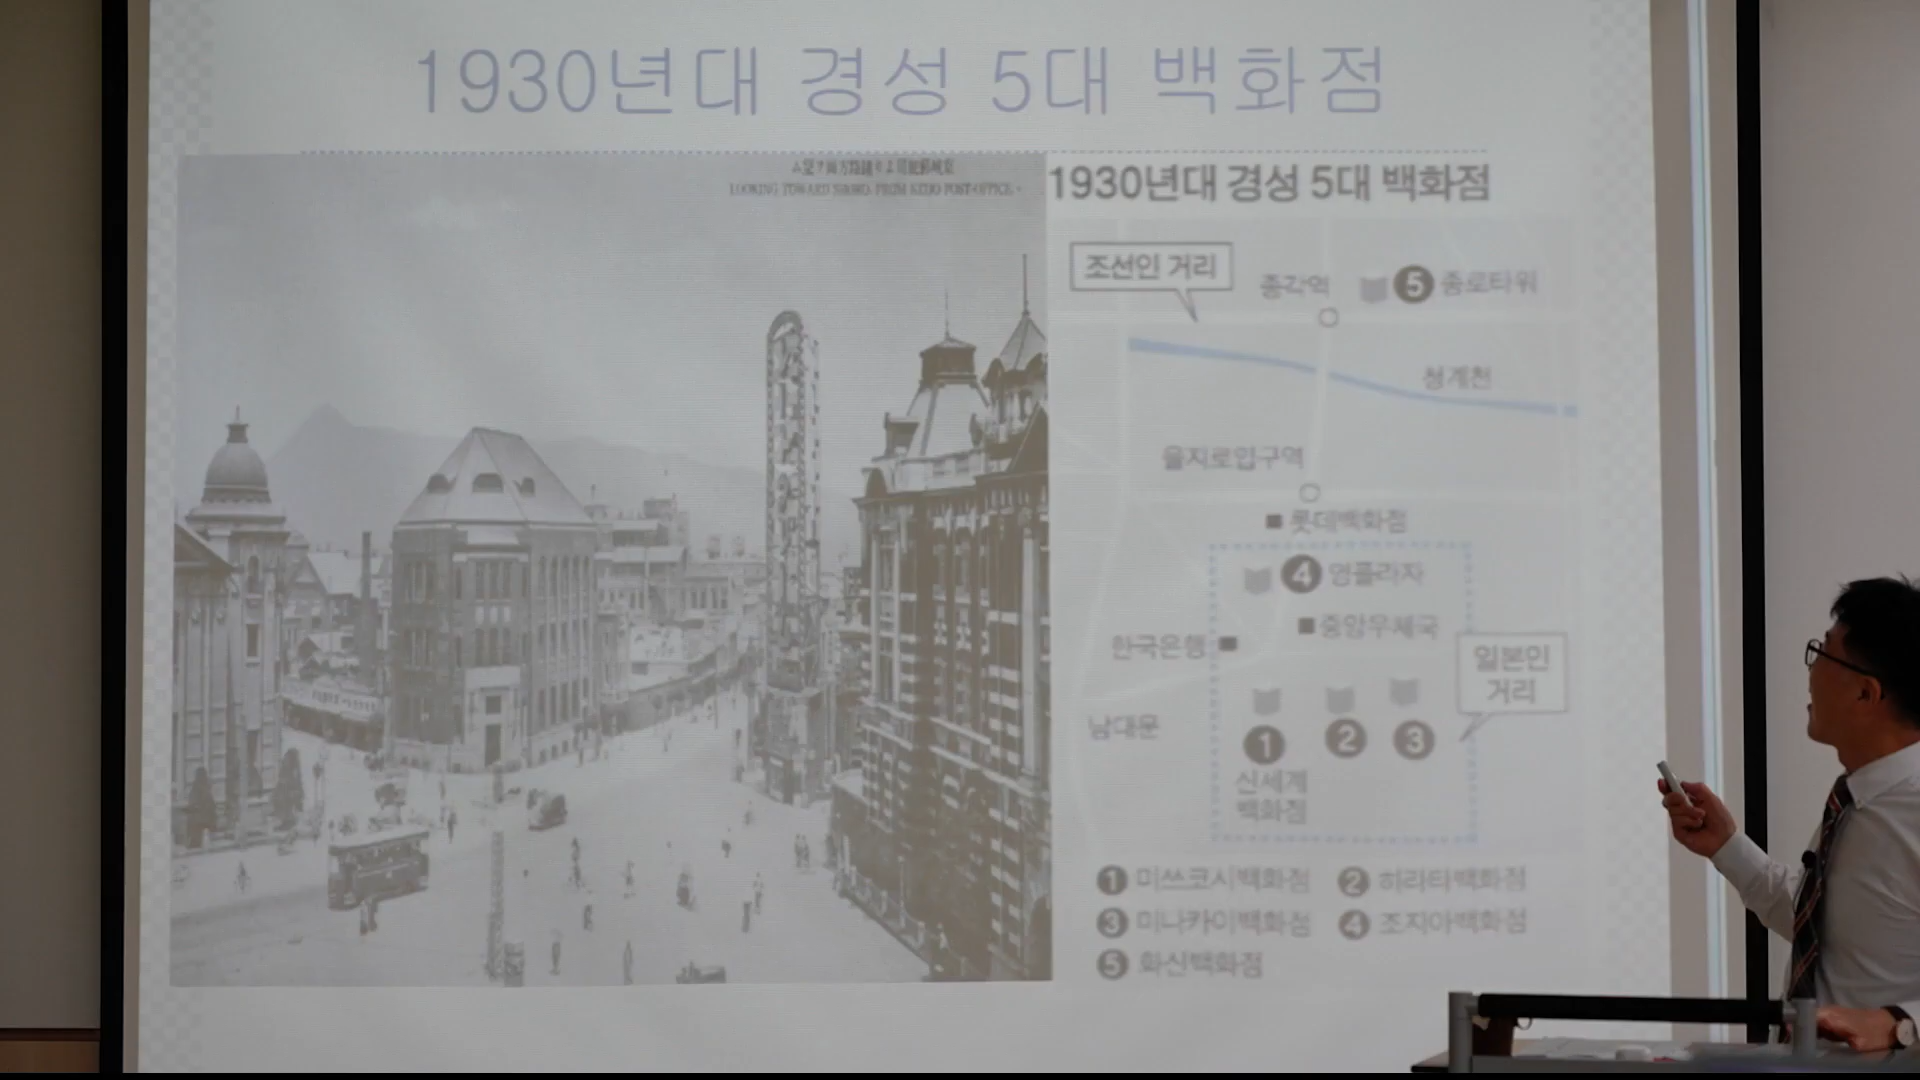 1930년대 경성 5대 백화점
LOOKING TOWARD SHORO FROM KEIJO POST-OFFICE.
1930년대 경성 5대 백화점
조선인 거리
종각역
5 종로타워
청계천
을지로입구역
롯데백화점
4 영플라자
중앙우체국
한국은행
일본인
거리
남대문
1 2 3
신세계
백화점
1 미쓰코시백화점 2 히라타백화점
3 미나카이백화점 4 조지아백화점
5 화신백화점